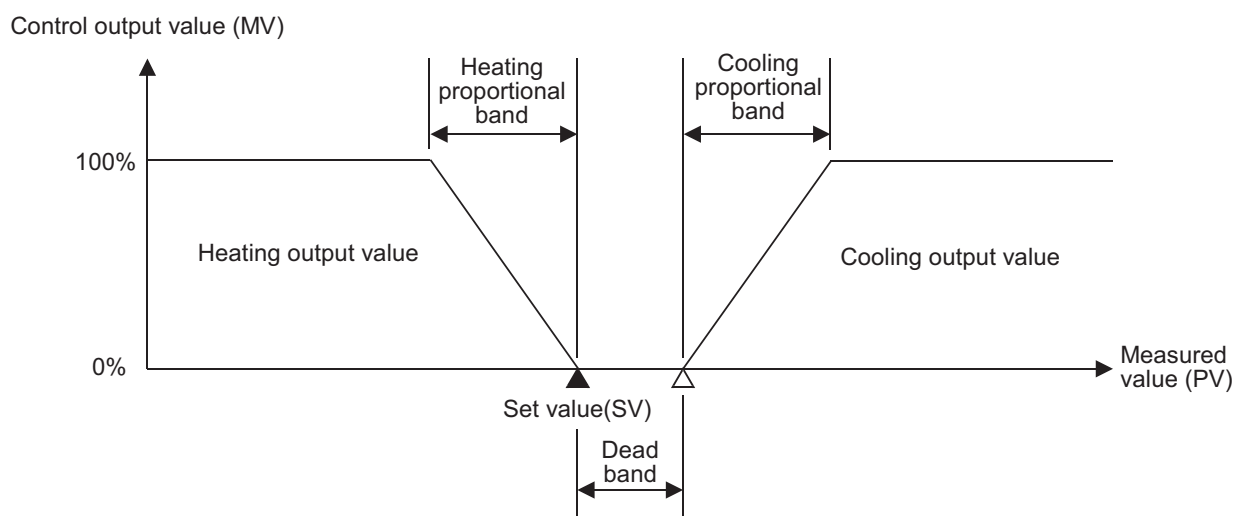 Control output value (MV)
Heating
proportional
band
Cooling
proportional
band
100%
Heating output value
Cooling output value
0%
Measured
value (PV)
Set value(SV)
Dead
band